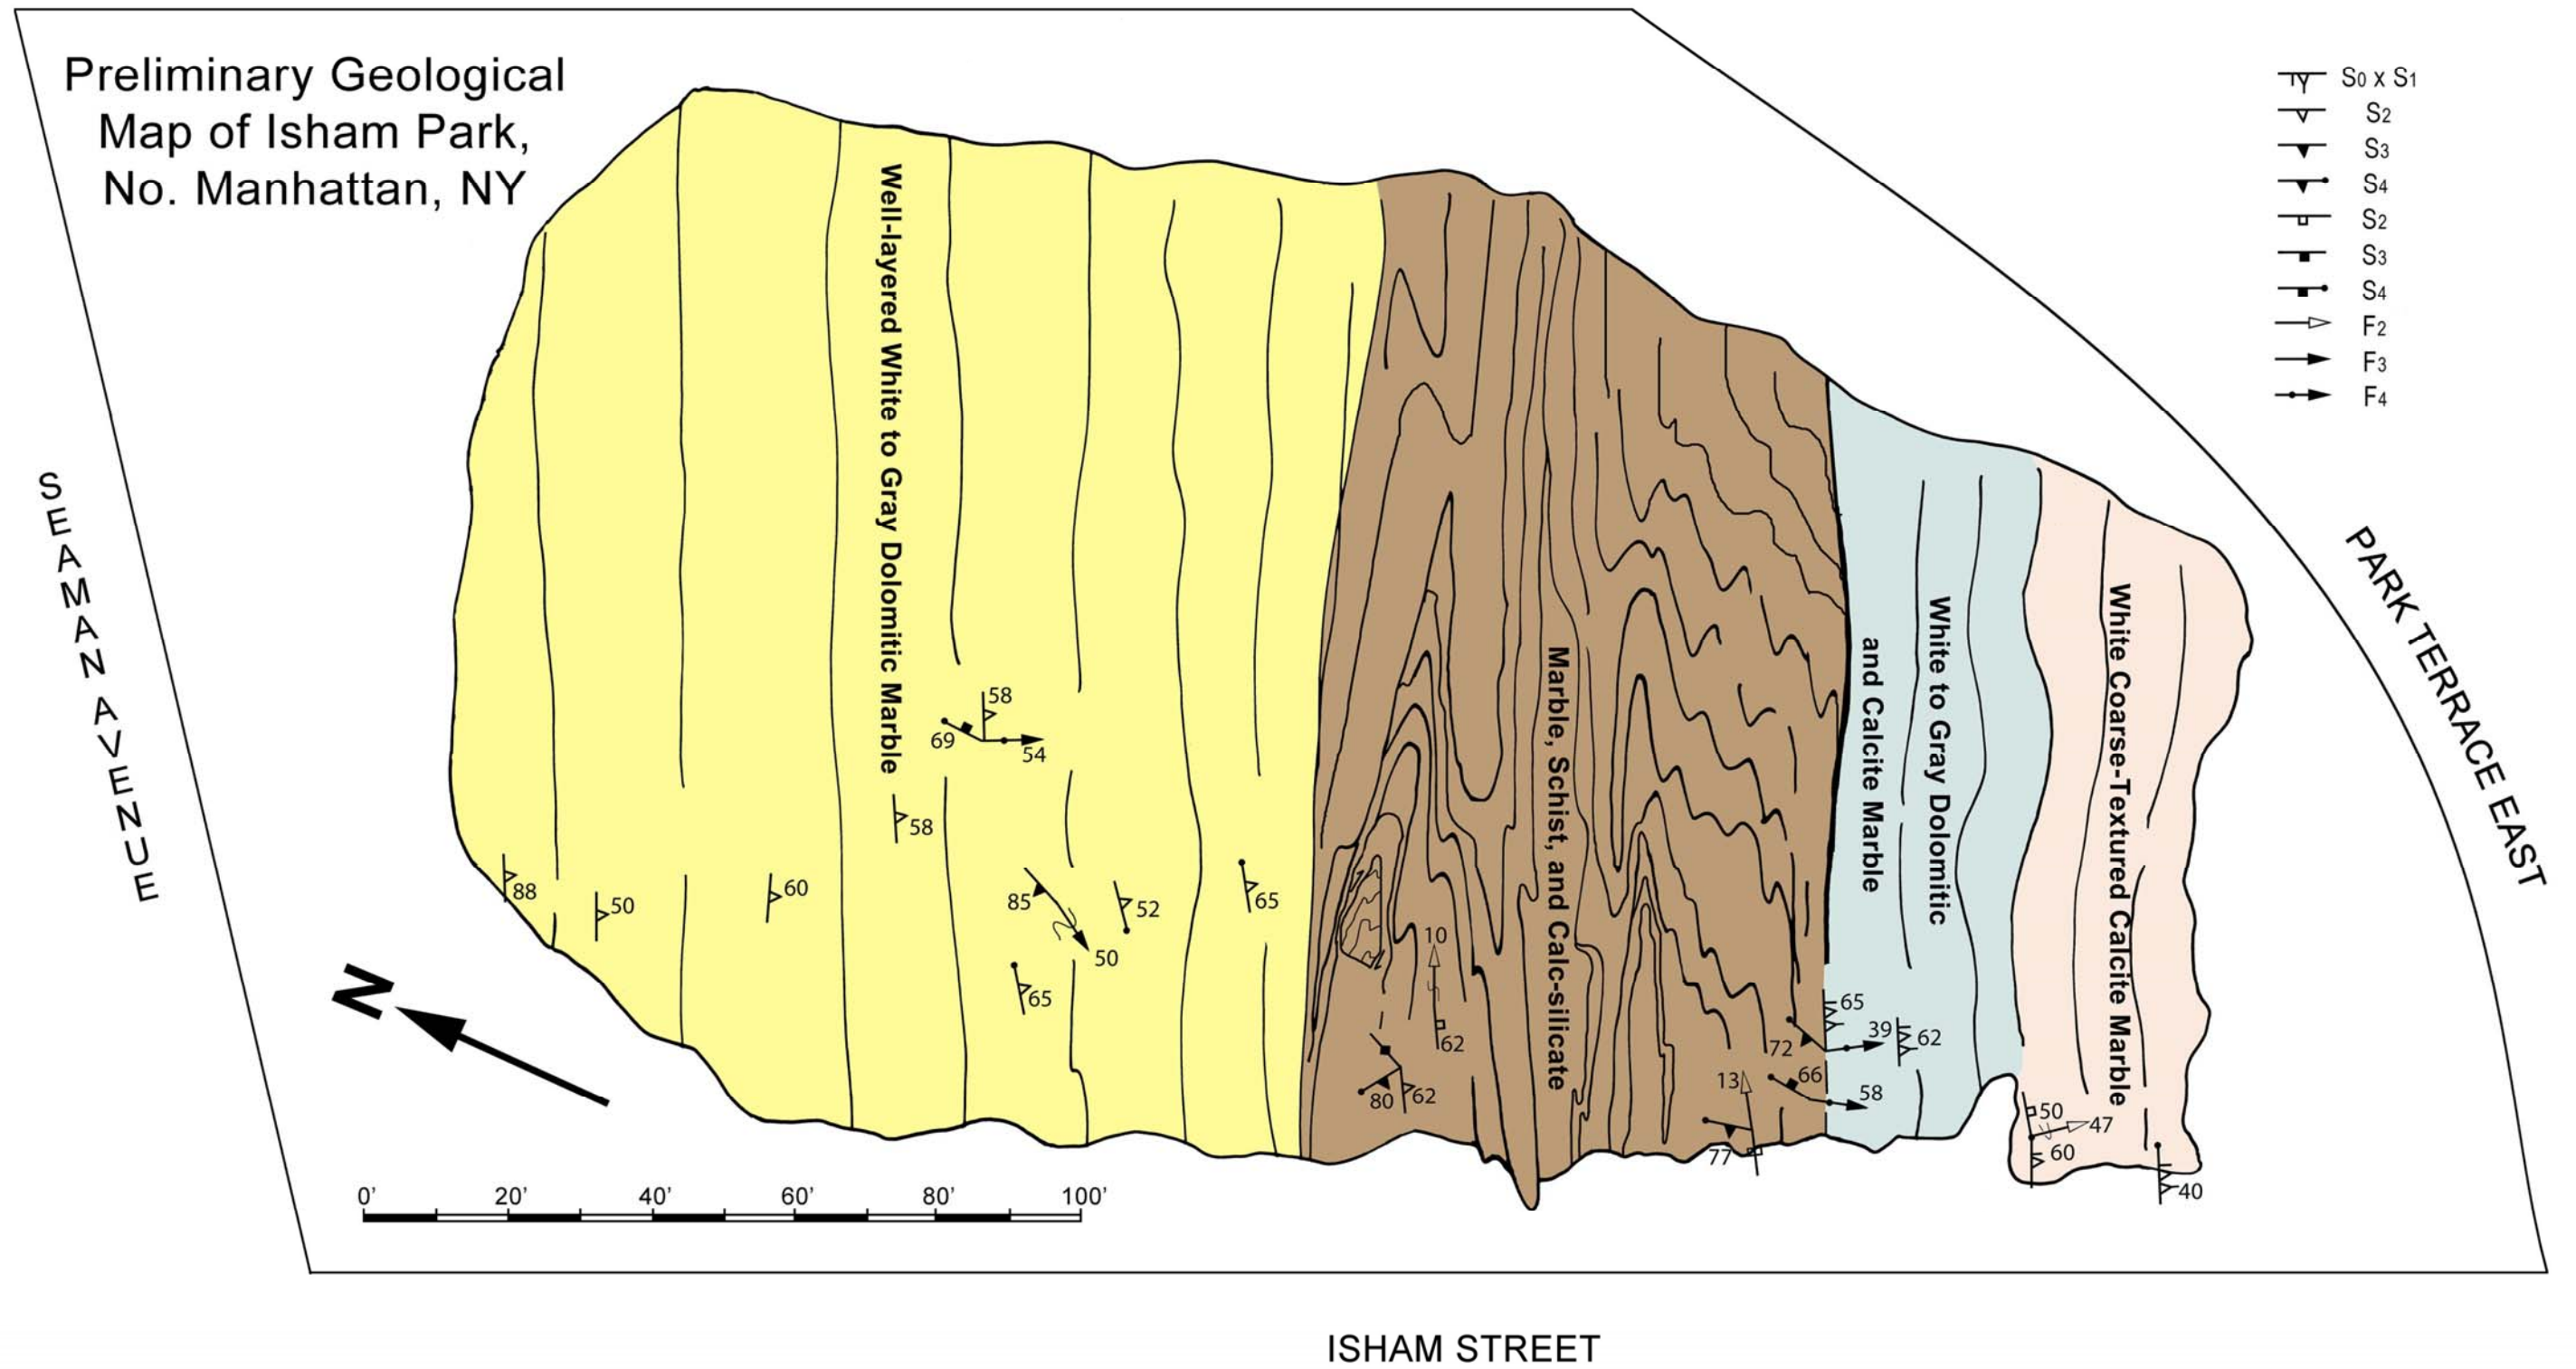 Preliminary Geological
Map of Isham Park,
No. Manhattan, NY
S0 x S1
S2
S3
S4
S2
S3
S4
F2
F3
F4
SEAMAN AVENUE
PARK TERRACE EAST
Well-layered White to Gray Dolomitic Marble
Marble, Schist, and Calc-silicate
White to Gray Dolomitic
and Calcite Marble
White Coarse-Textured Calcite Marble
58
69
54
58
88
50
60
85
52
65
50
65
10
62
80
62
65
39
62
72
13
66
58
77
50
47
60
40
N
0' 20' 40' 60' 80' 100'
ISHAM STREET